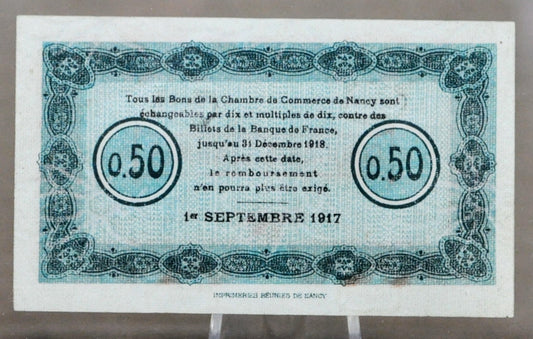 Tous les Bons de la Chambre de Commerce de Nancy sont
échangeables par dix et multiples de dix, contre des
Billets de la Banque de France,
jusqu'au 31 Décembre 1918.
Après cette date,
le remboursement
n'en pourra plus être exigé.
0.50
0.50
1er SEPTEMBRE 1917
IMPRIMERIES RÉUNIES DE NANCY